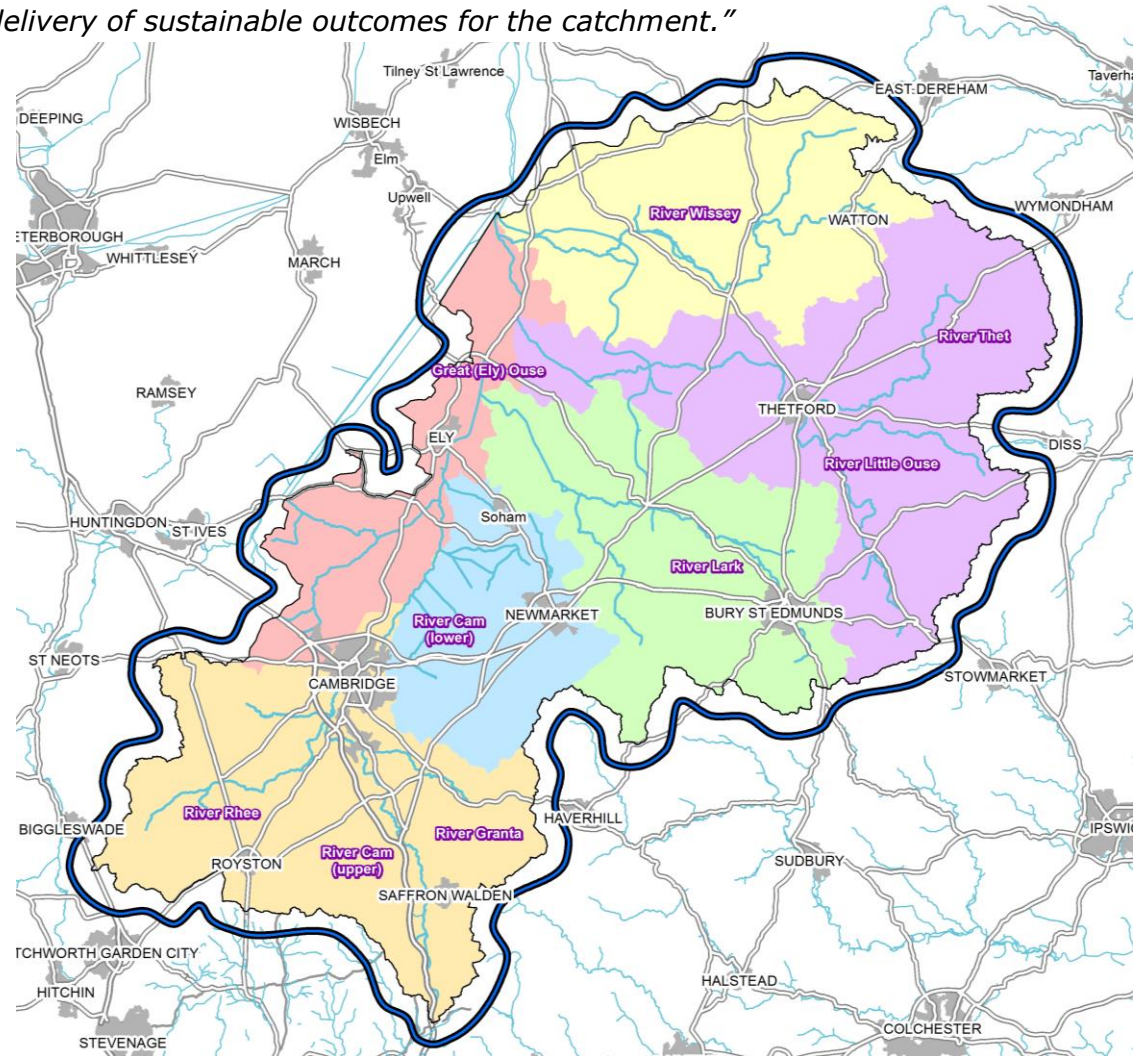 delivery of sustainable outcomes for the catchment.”
Tilney St Lawrence
Taverha
EAST DEREHAM
DEEPING
WISBECH
Elm
Upwell
River Wissey
WATTON
WYMONDHAM
ETERBOROUGH
WHITTLESEY
MARCH
River Thet
Great (Ely) Ouse
RAMSEY
THETFORD
ELY
DISS
River Little Ouse
Soham
HUNTINGDON
ST IVES
River Lark
NEWMARKET
BURY ST EDMUNDS
River Cam
(lower)
ST NEOTS
CAMBRIDGE
STOWMARKET
River Rhee
HAVERHILL
BIGGLESWADE
River Granta
IPSWIC
River Cam
(upper)
ROYSTON
SUDBURY
SAFFRON WALDEN
TCHWORTH GARDEN CITY
HALSTEAD
HITCHIN
COLCHESTER
STEVENAGE